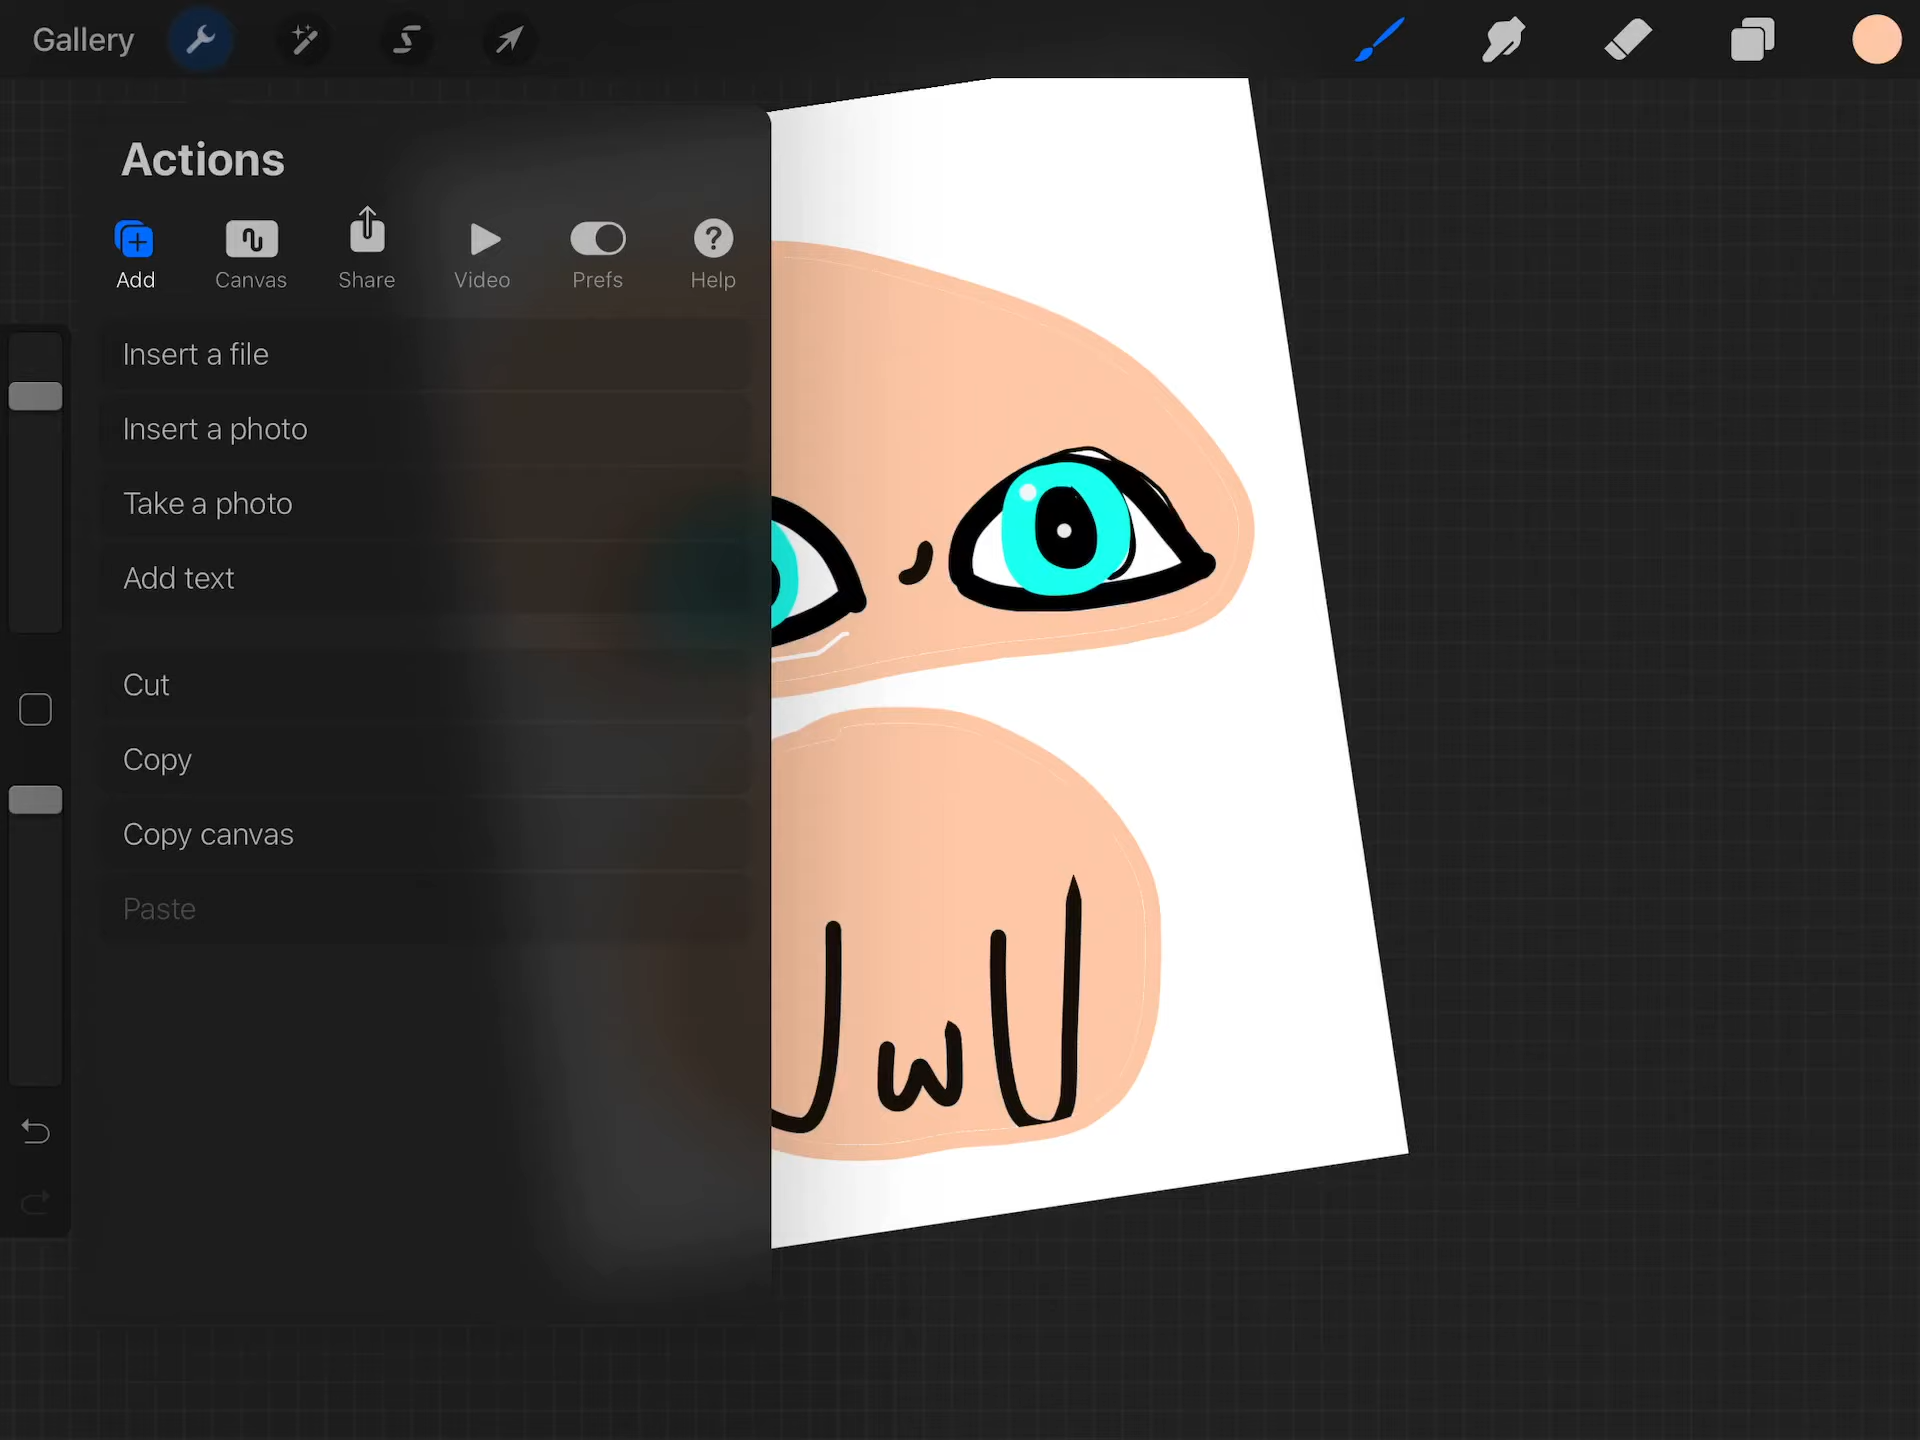 Gallery
Actions
Add Canvas Share Video Prefs Help
Insert a file
Insert a photo
Take a photo
Add text
Cut
Copy
Copy canvas
Paste
UwU